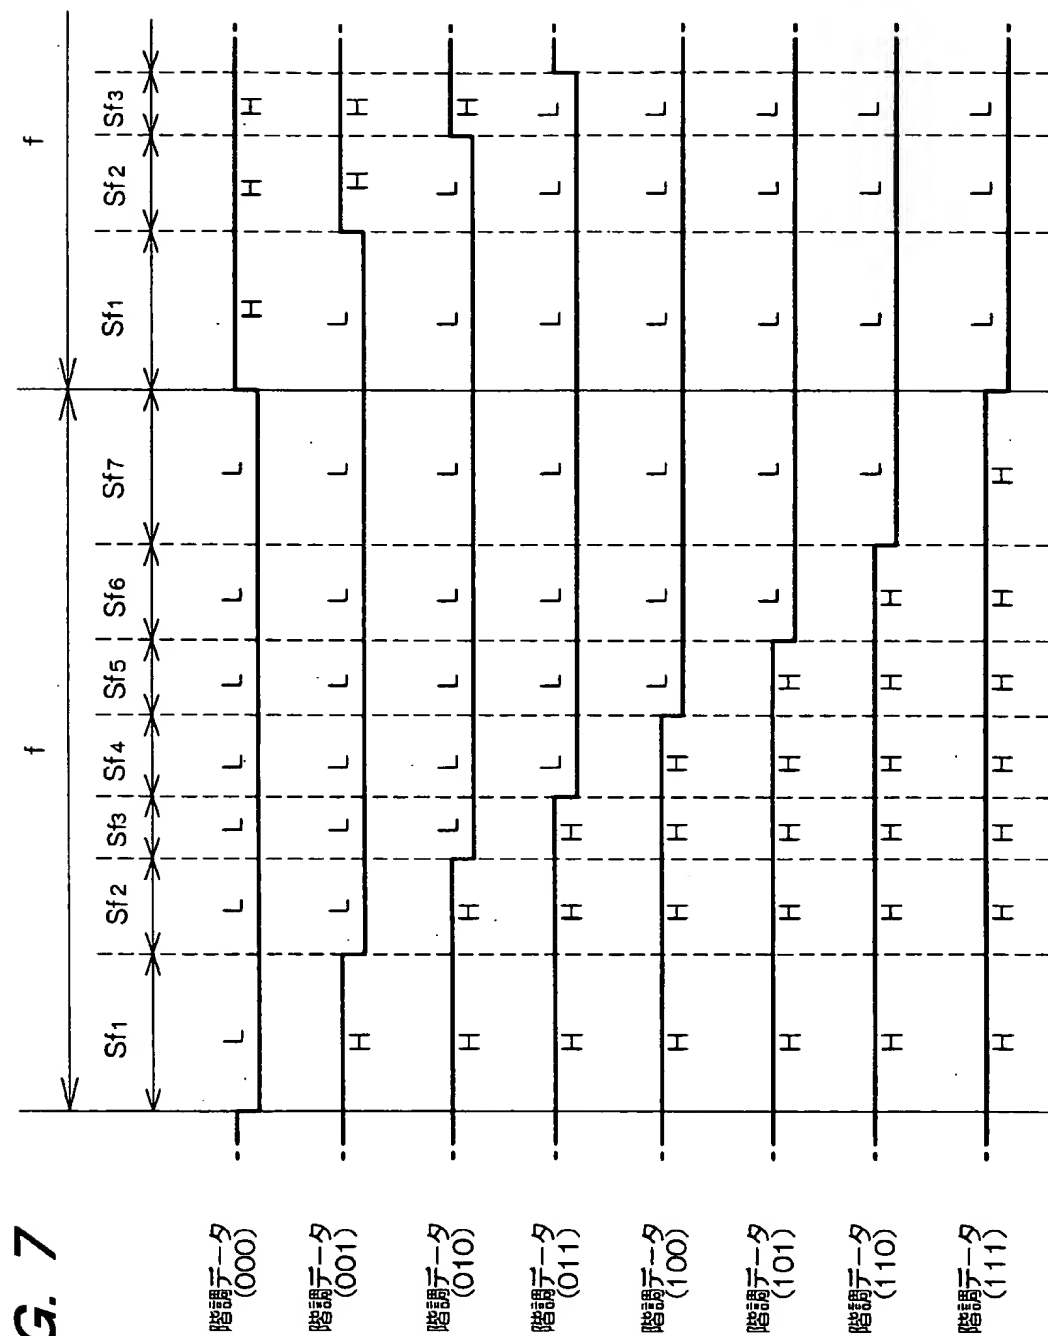 G. 7
f f
Sf1 Sf2 Sf3 Sf4 Sf5 Sf6 Sf7 Sf1 Sf2 Sf3
階調データ
(000)
L L L L L L L H H H
階調データ
(001)
H L L L L L L L H H
階調データ
(010)
H H L L L L L L L H
階調データ
(011)
H H H L L L L L L L
階調データ
(100)
H H H H L L L L L L
階調データ
(101)
H H H H H L L L L L
階調データ
(110)
H H H H H H L L L L
階調データ
(111)
H H H H H H H L L L